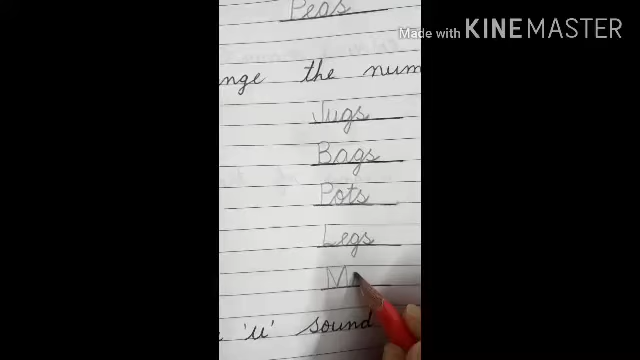 Peas
Made with KINEMASTER
nge the num
Jugs
Bags
Pots
Legs
M
'u' sound